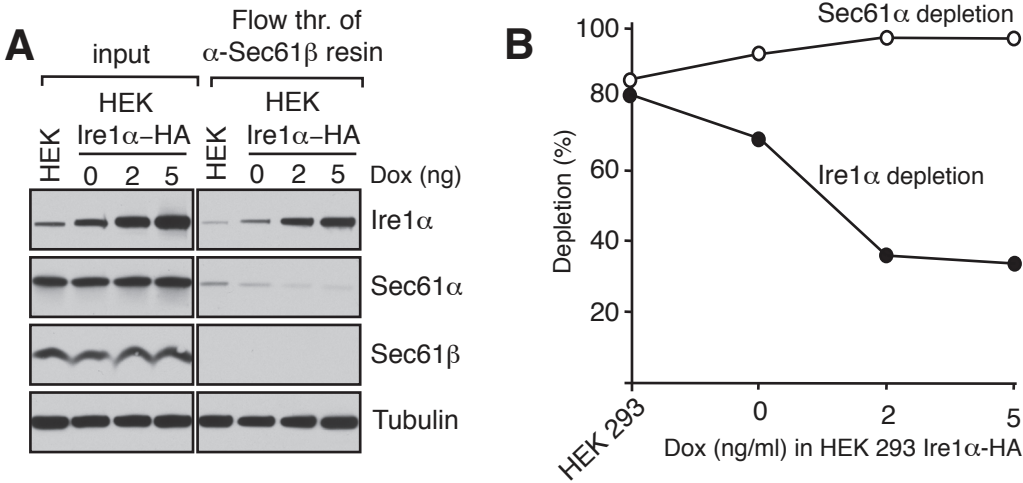 A
input
Flow thr. of
α-Sec61β resin
HEK
HEK
Ire1α–HA
HEK
HEK
Ire1α–HA
0 2 5
0 2 5
Dox (ng)
Ire1α
Sec61α
Sec61β
Tubulin
B
Sec61α depletion
Ire1α depletion
Depletion (%)
100
80
60
40
20
HEK 293
0
2
5
Dox (ng/ml) in HEK 293 Ire1α-HA